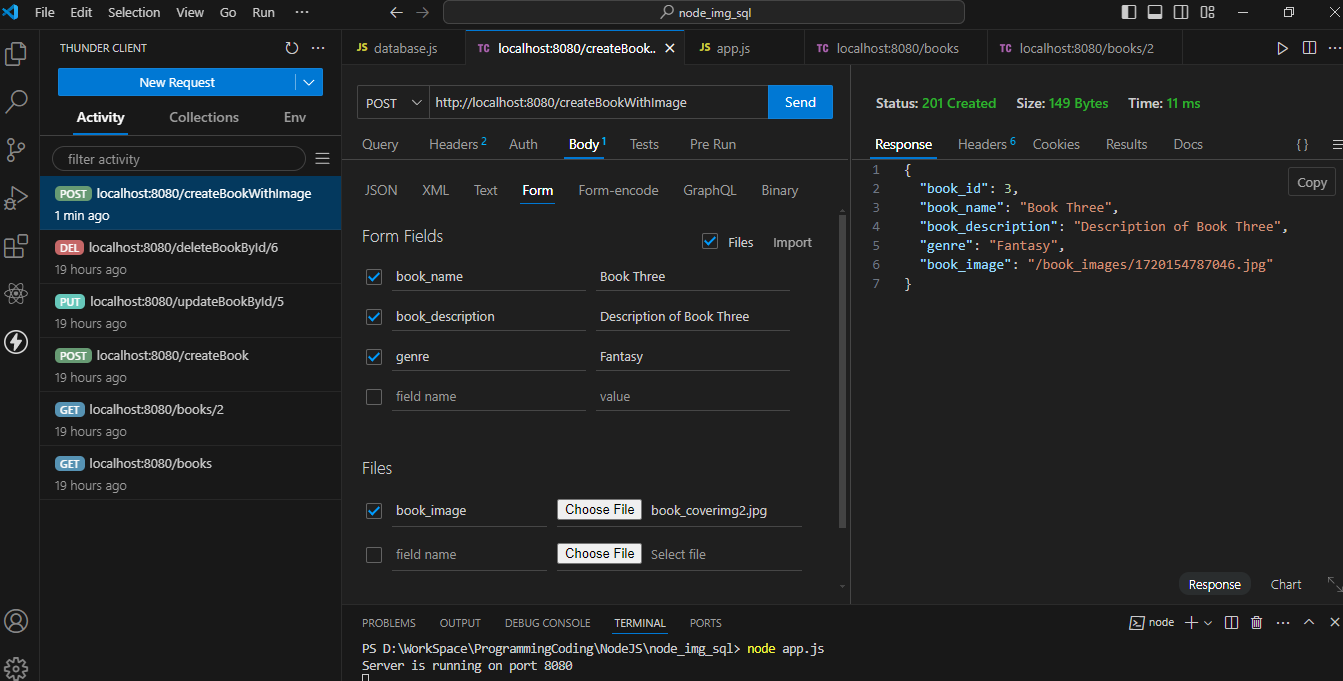 File Edit Selection View Go Run ··· node_img_sql
THUNDER CLIENT
New Request
Activity Collections Env
filter activity
POST localhost:8080/createBookWithImage
1 min ago
DEL localhost:8080/deleteBookById/6
19 hours ago
PUT localhost:8080/updateBookById/5
19 hours ago
POST localhost:8080/createBook
19 hours ago
GET localhost:8080/books/2
19 hours ago
GET localhost:8080/books
19 hours ago
JS database.js TC localhost:8080/createBook.. JS app.js TC localhost:8080/books TC localhost:8080/books/2
POST http://localhost:8080/createBookWithImage Send
Query Headers 2 Auth Body 1 Tests Pre Run
JSON XML Text Form Form-encode GraphQL Binary
Form Fields Files Import
book_name Book Three
book_description Description of Book Three
genre Fantasy
field name value
Files
book_image Choose File book_coverimg2.jpg
field name Choose File Select file
Status: 201 Created Size: 149 Bytes Time: 11 ms
Response Headers 6 Cookies Results Docs { }
Copy
1 {
2 "book_id": 3,
3 "book_name": "Book Three",
4 "book_description": "Description of Book Three",
5 "genre": "Fantasy",
6 "book_image": "/book_images/1720154787046.jpg"
7 }
Response Chart
PROBLEMS OUTPUT DEBUG CONSOLE TERMINAL PORTS node
PS D:\WorkSpace\ProgrammingCoding\NodeJS\node_img_sql> node app.js
Server is running on port 8080